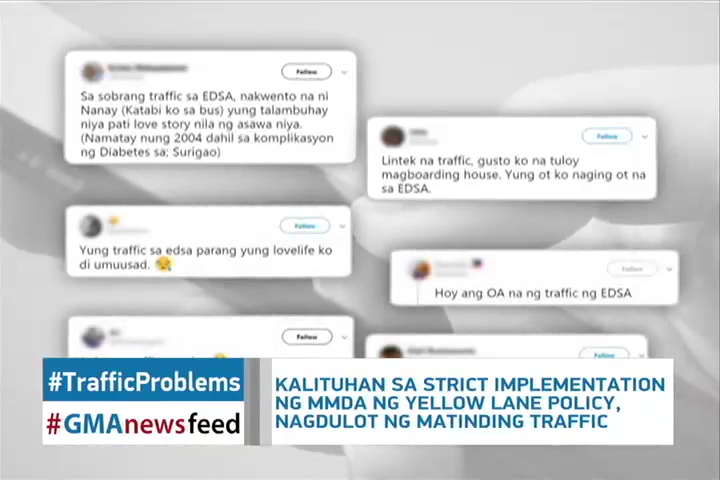 Follow
Sa sobrang traffic sa EDSA, nakwento na ni
Nanay (Katabi ko sa bus) yung talambuhay
niya pati love story nila ng asawa niya.
(Namatay nung 2004 dahil sa komplikasyon
ng Diabetes sa; Surigao)
Follow
Lintek na traffic, gusto ko na tuloy
magboarding house. Yung ot ko naging ot na
sa EDSA.
Follow
Yung traffic sa edsa parang yung lovelife ko
di umuusad. 😪
Follow
Hoy ang OA na ng traffic ng EDSA
Follow
Follow
#TrafficProblems
#GMAnewsfeed
KALITUHAN SA STRICT IMPLEMENTATION
NG MMDA NG YELLOW LANE POLICY,
NAGDULOT NG MATINDING TRAFFIC